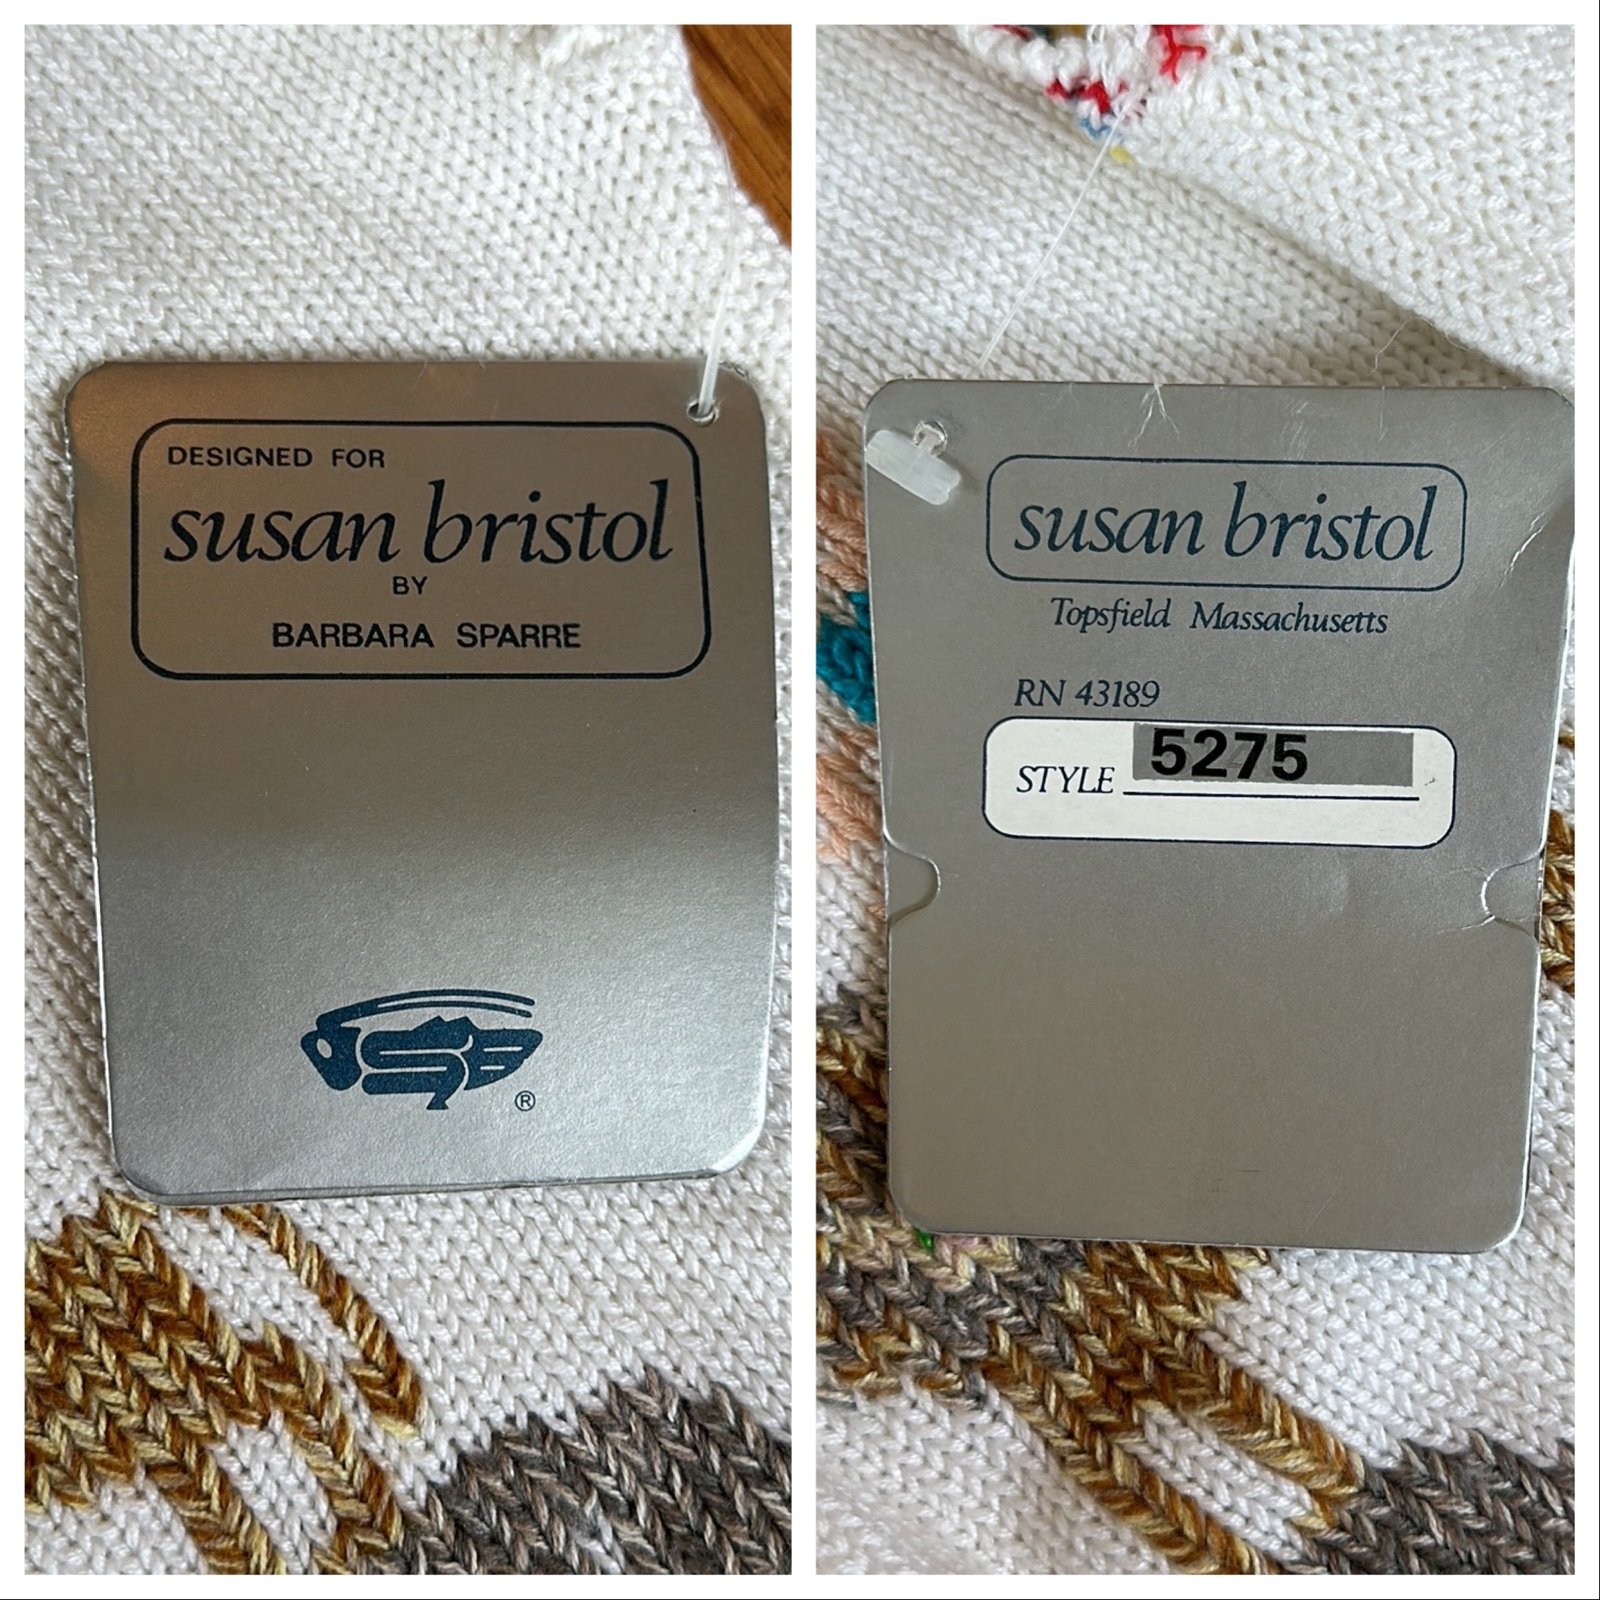 DESIGNED FOR
susan bristol
BY
BARBARA SPARRE
SB
®
susan bristol
Topsfield Massachusetts
RN 43189
STYLE 5275